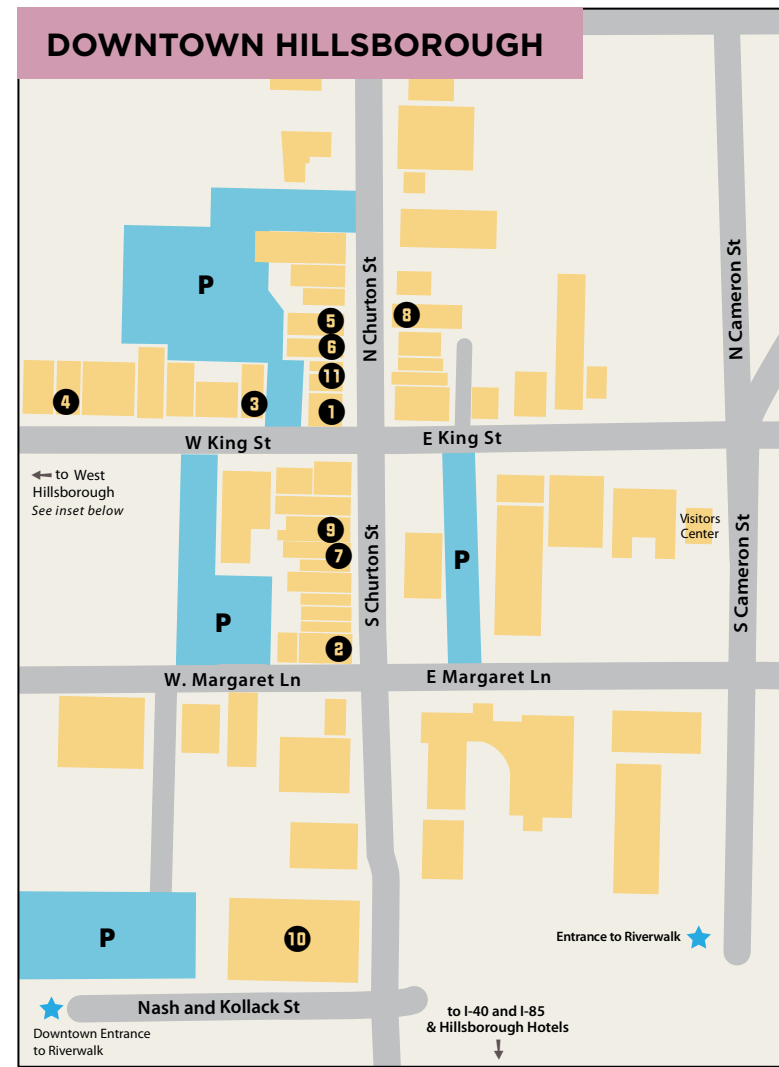 DOWNTOWN HILLSBOROUGH
N Churton St
N Cameron St
P
5
8
6
11
4
3
1
W King St
E King St
to West
Hillsborough
See inset below
Visitors
Center
9
7
S Churton St
S Cameron St
P
P
2
W. Margaret Ln
E Margaret Ln
P
10
Entrance to Riverwalk
Nash and Kollack St
Downtown Entrance
to Riverwalk
to I-40 and I-85
& Hillsborough Hotels